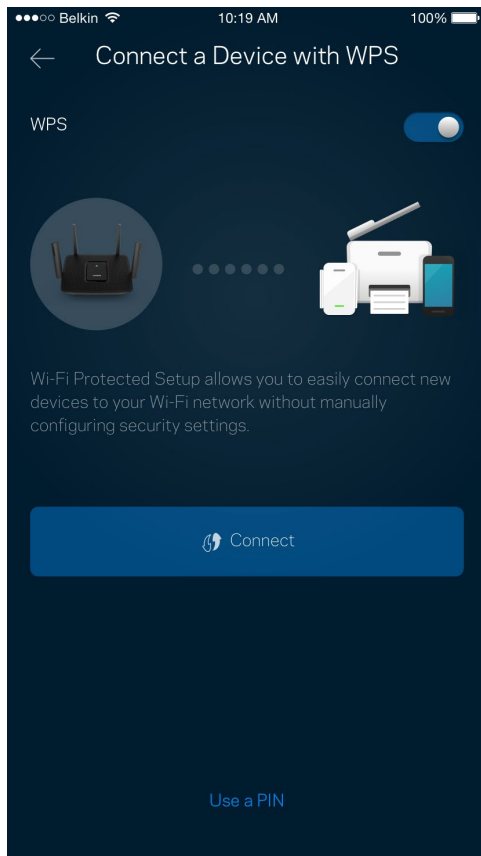 Belkin 10:19 AM 100%
Connect a Device with WPS
WPS
Wi-Fi Protected Setup allows you to easily connect new
devices to your Wi-Fi network without manually
configuring security settings.
Connect
Use a PIN